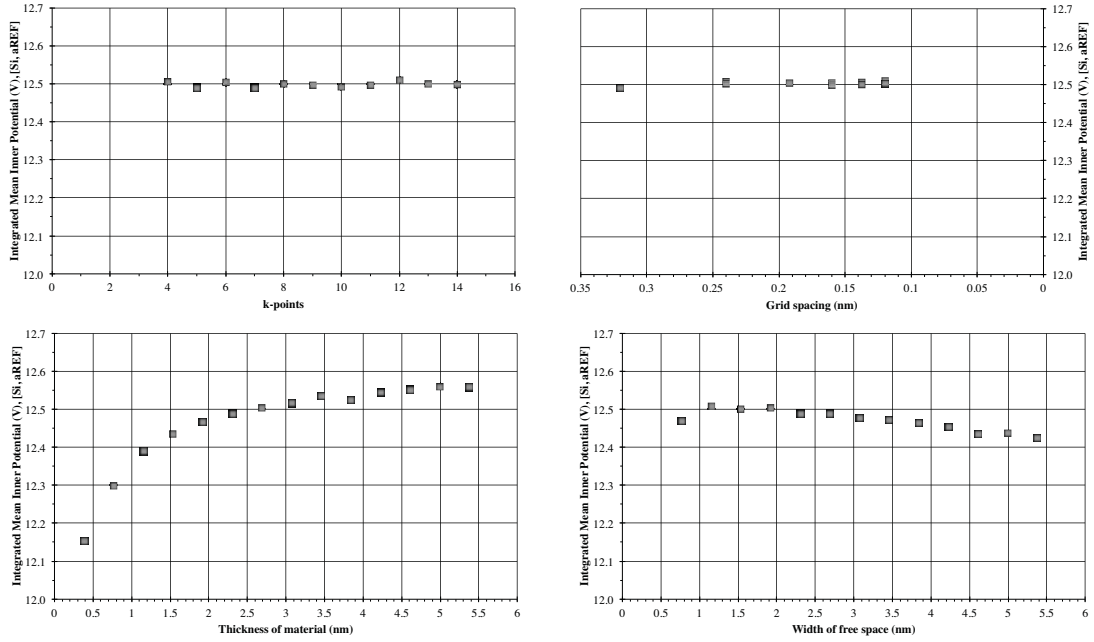 Integrated Mean Inner Potential (V), [Si, aREF]
12.7
12.6
12.5
12.4
12.3
12.2
12.1
12.0
0 2 4 6 8 10 12 14 16
k-points
12.7
12.6
12.5
12.4
12.3
12.2
12.1
12.0
Integrated Mean Inner Potential (V), [Si, aREF]
0.35 0.3 0.25 0.2 0.15 0.1 0.05 0
Grid spacing (nm)
Integrated Mean Inner Potential (V), [Si, aREF]
12.7
12.6
12.5
12.4
12.3
12.2
12.1
12.0
0 0.5 1 1.5 2 2.5 3 3.5 4 4.5 5 5.5 6
Thickness of material (nm)
Integrated Mean Inner Potential (V), [Si, aREF]
12.7
12.6
12.5
12.4
12.3
12.2
12.1
12.0
0 0.5 1 1.5 2 2.5 3 3.5 4 4.5 5 5.5 6
Width of free space (nm)